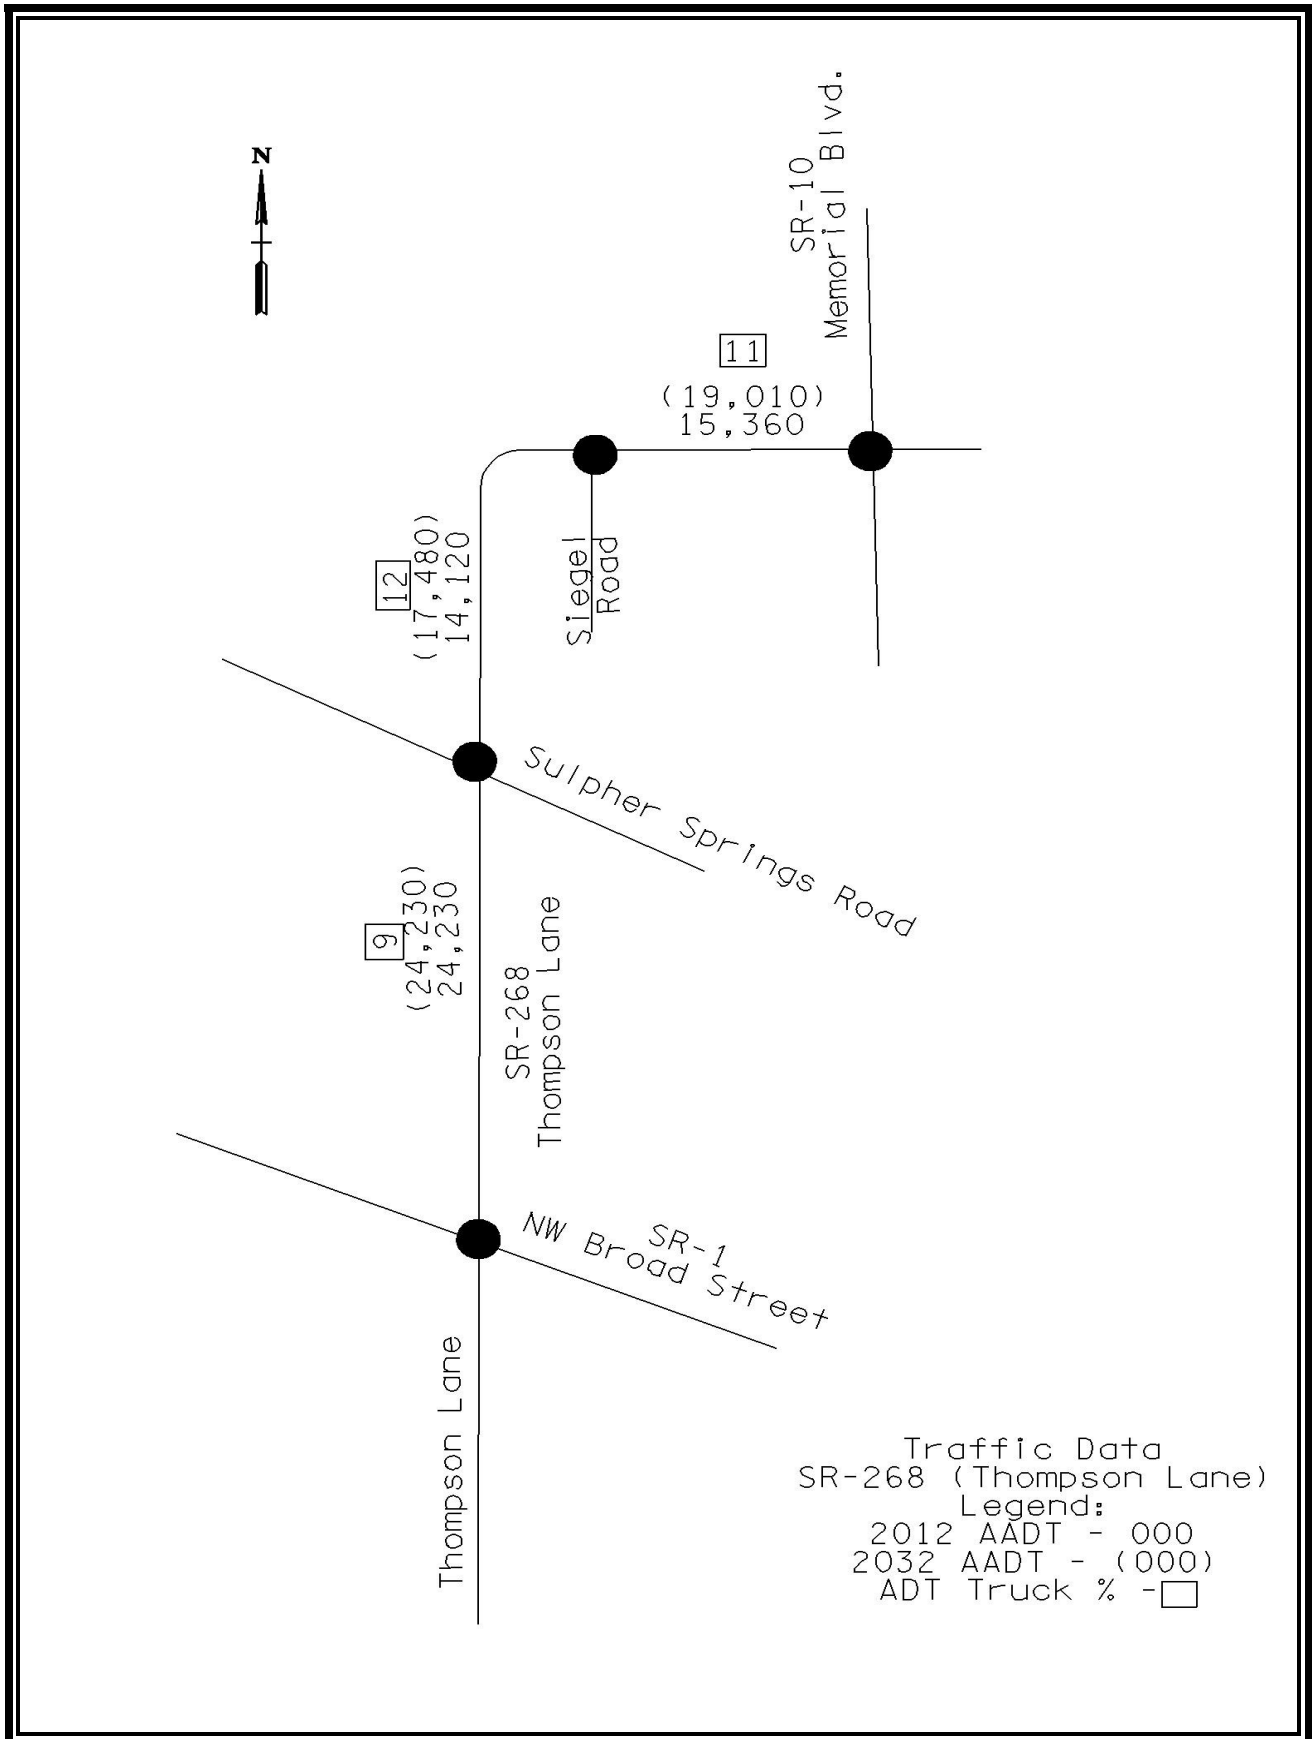 N
SR-10
Memorial Blvd.
11
(19,010)
15,360
12
(17,480)
14,120
Siegel
Road
Sulpher Springs Road
9
(24,230)
24,230
SR-268
Thompson Lane
SR-1
NW Broad Street
Thompson Lane
Traffic Data
SR-268 (Thompson Lane)
Legend:
2012 AADT - 000
2032 AADT - (000)
ADT Truck % -